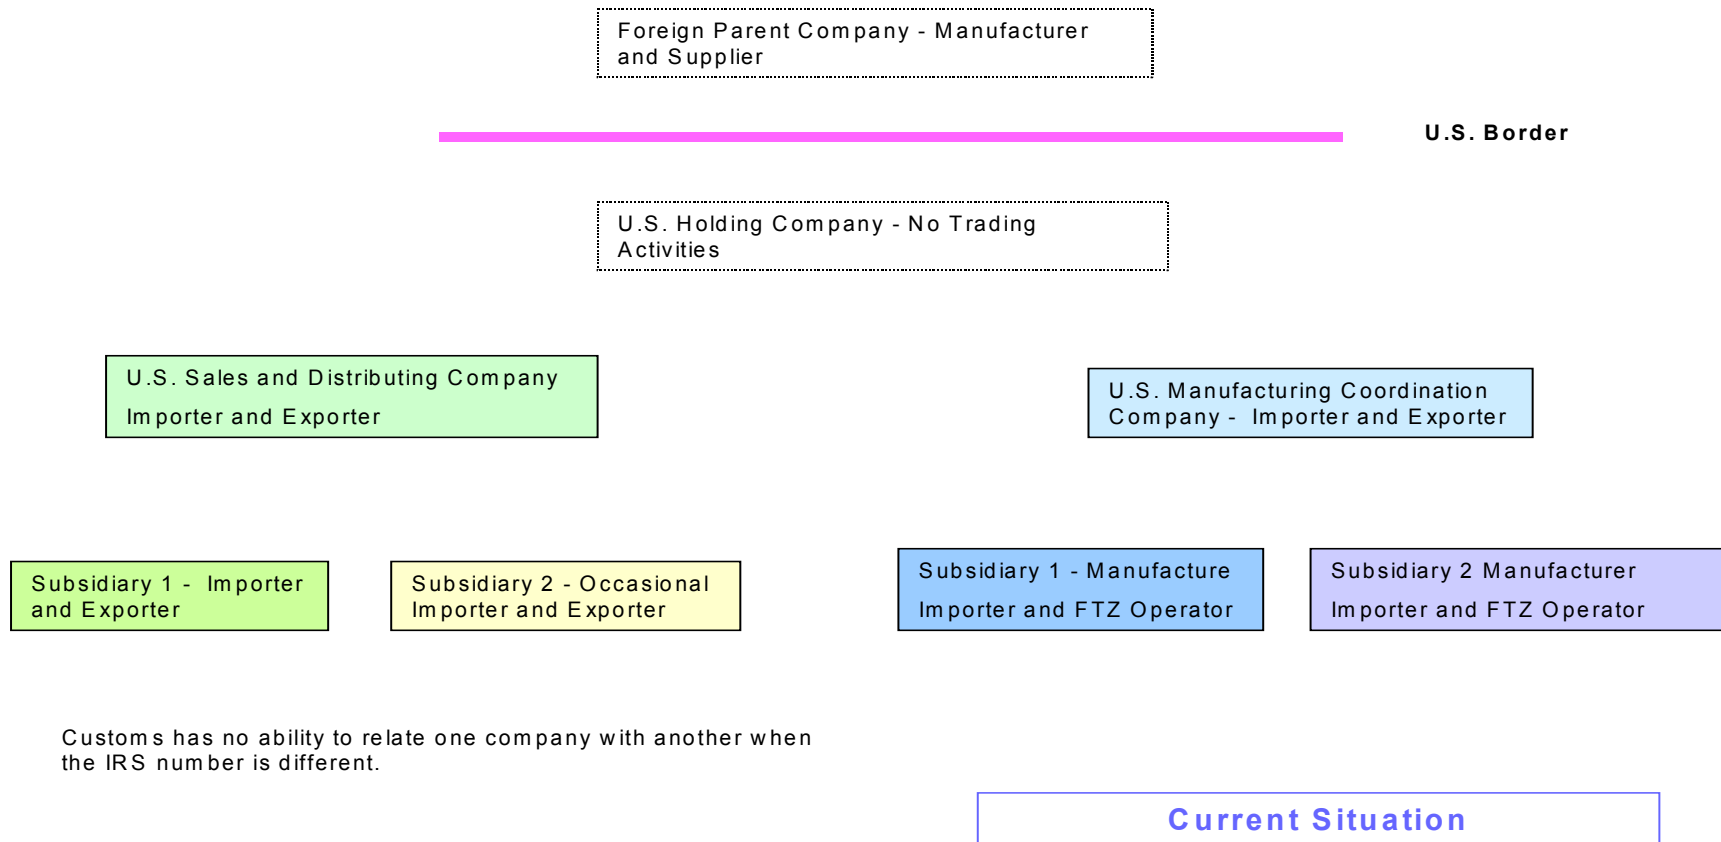 Foreign Parent Company - Manufacturer
and Supplier
U.S. Border
U.S. Holding Company - No Trading
Activities
U.S. Sales and Distributing Company
Importer and Exporter
U.S. Manufacturing Coordination
Company - Importer and Exporter
Subsidiary 1 - Importer
and Exporter
Subsidiary 2 - Occasional
Importer and Exporter
Subsidiary 1 - Manufacture
Importer and FTZ Operator
Subsidiary 2 Manufacturer
Importer and FTZ Operator
Customs has no ability to relate one company with another when
the IRS number is different.
Current Situation